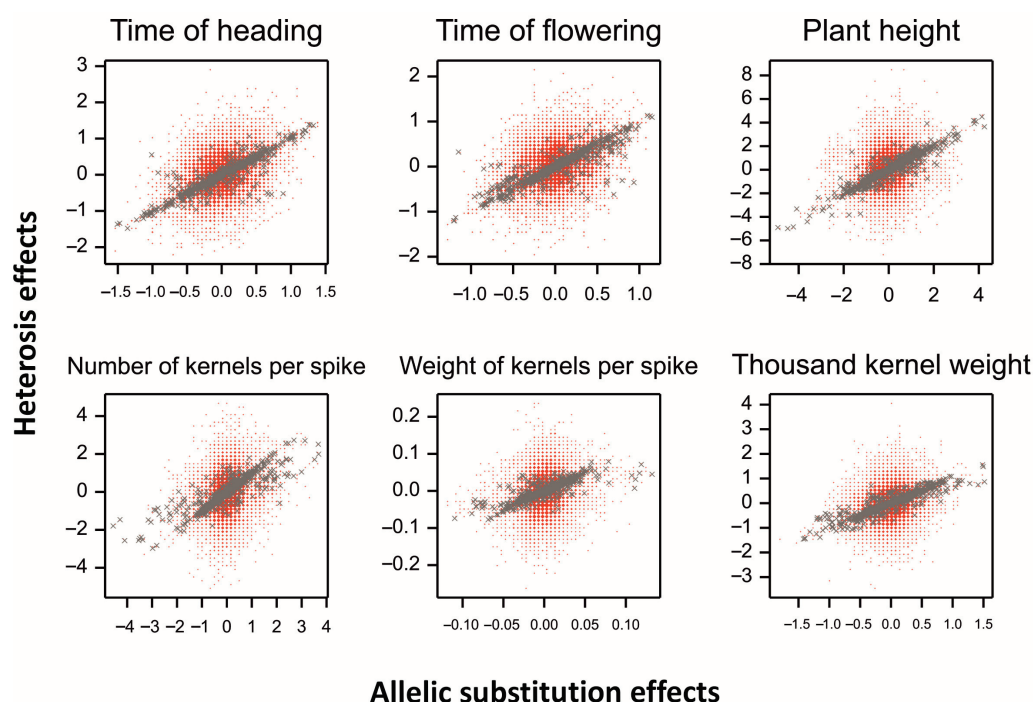 Time of heading
Time of flowering
Plant height
3
2
1
0
−1
−2
−1.5 −1.0 −0.5 0.0 0.5 1.0 1.5
2
1
0
−1
−2
−1.0 −0.5 0.0 0.5 1.0
8
6
4
2
0
−2
−4
−6
−8
−4 −2 0 2 4
Heterosis effects
Number of kernels per spike
Weight of kernels per spike
Thousand kernel weight
4
2
0
−2
−4
−4 −3 −2 −1 0 1 2 3 4
0.2
0.1
0.0
−0.1
−0.2
−0.10 −0.05 0.00 0.05 0.10
4
3
2
1
0
−1
−2
−3
−1.5 −1.0 −0.5 0.0 0.5 1.0 1.5
Allelic substitution effects